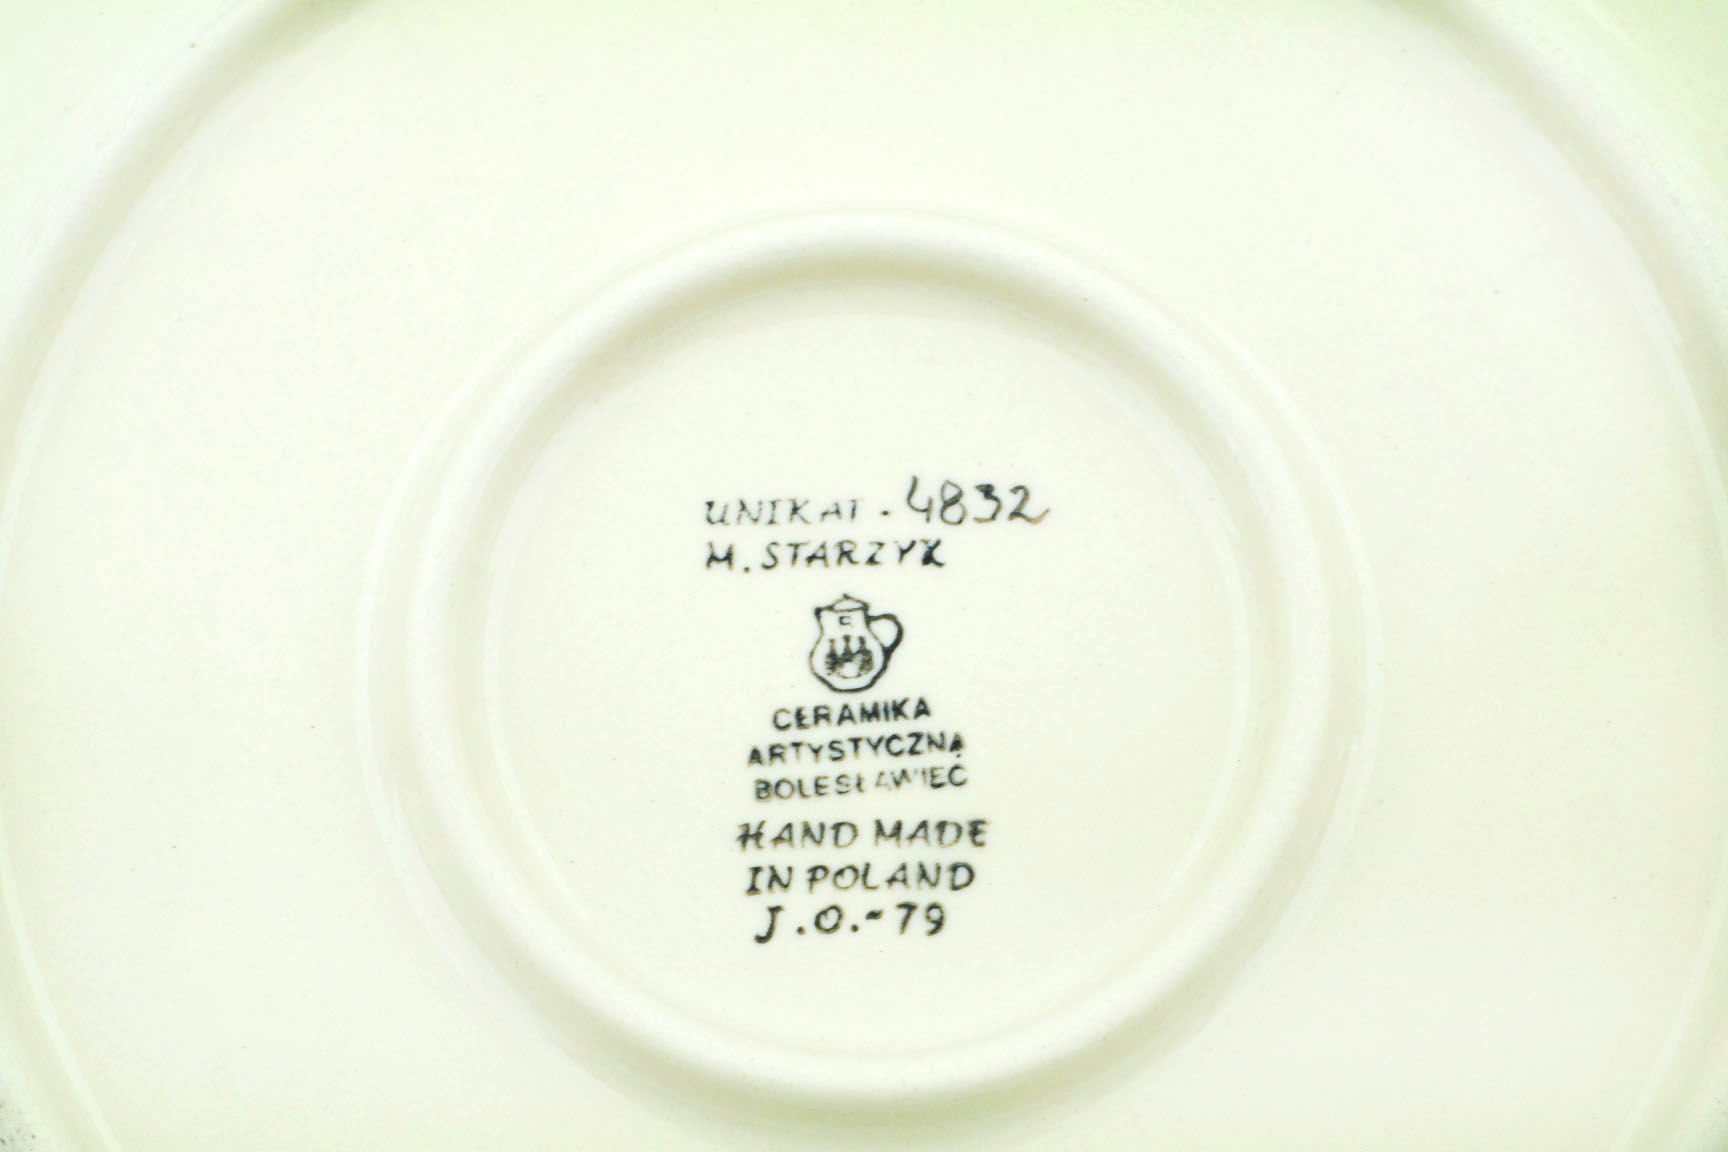 UNIKAT - 4832
M. STARZYK
C
CERAMIKA
ARTYSTYCZNA
BOLESŁAWIEC
HAND MADE
IN POLAND
J.O.-79